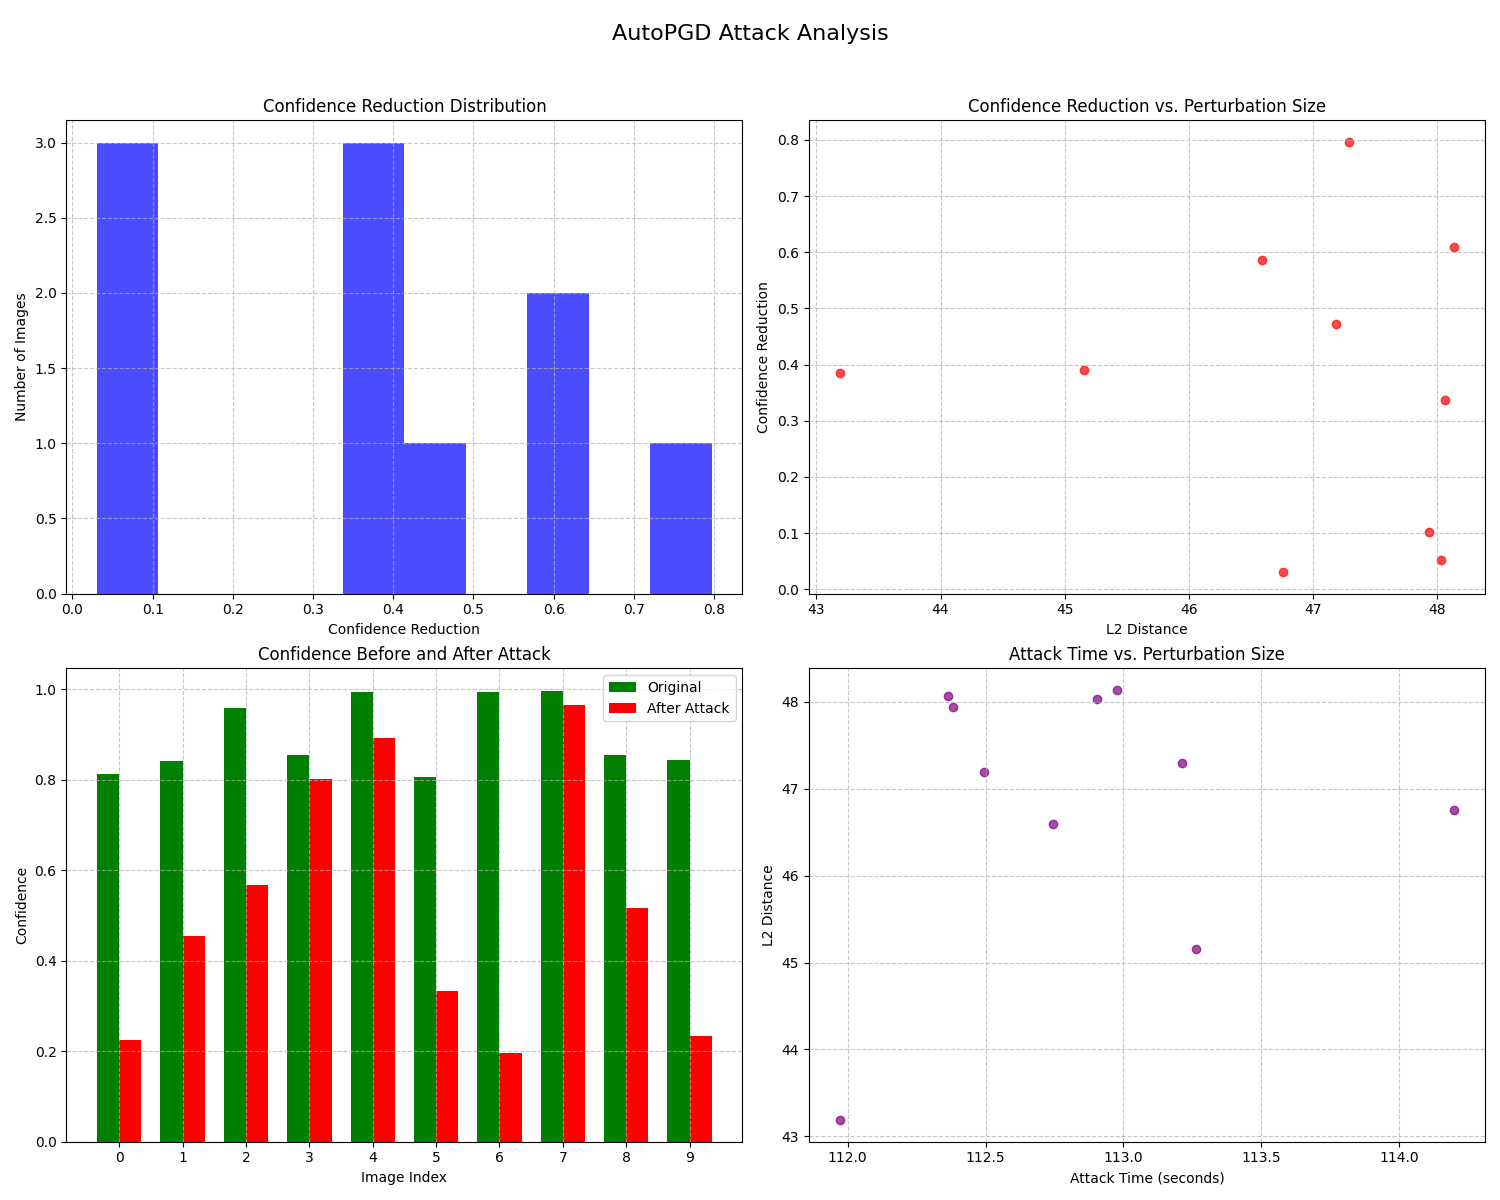 AutoPGD Attack Analysis
Confidence Reduction Distribution
3.0
2.5
2.0
1.5
1.0
0.5
0.0
Number of Images
0.0 0.1 0.2 0.3 0.4 0.5 0.6 0.7 0.8
Confidence Reduction
Confidence Reduction vs. Perturbation Size
0.8
0.7
0.6
0.5
0.4
0.3
0.2
0.1
0.0
Confidence Reduction
43 44 45 46 47 48
L2 Distance
Confidence Before and After Attack
Original
After Attack
1.0
0.8
0.6
0.4
0.2
0.0
Confidence
0 1 2 3 4 5 6 7 8 9
Image Index
Attack Time vs. Perturbation Size
48
47
46
45
44
43
L2 Distance
112.0 112.5 113.0 113.5 114.0
Attack Time (seconds)